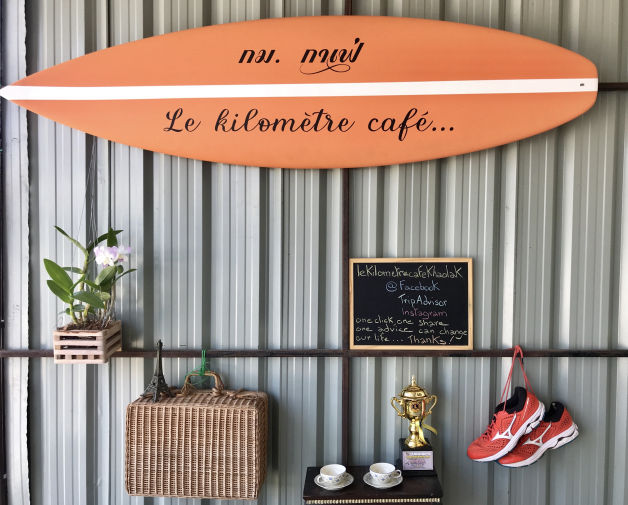 กม. กาแฟ
Le kilomètre café...
leKilometrecafeKhaolak
@Facebook
TripAdvisor
Instagram
one click, one share
one advice can change
our life... Thanks!